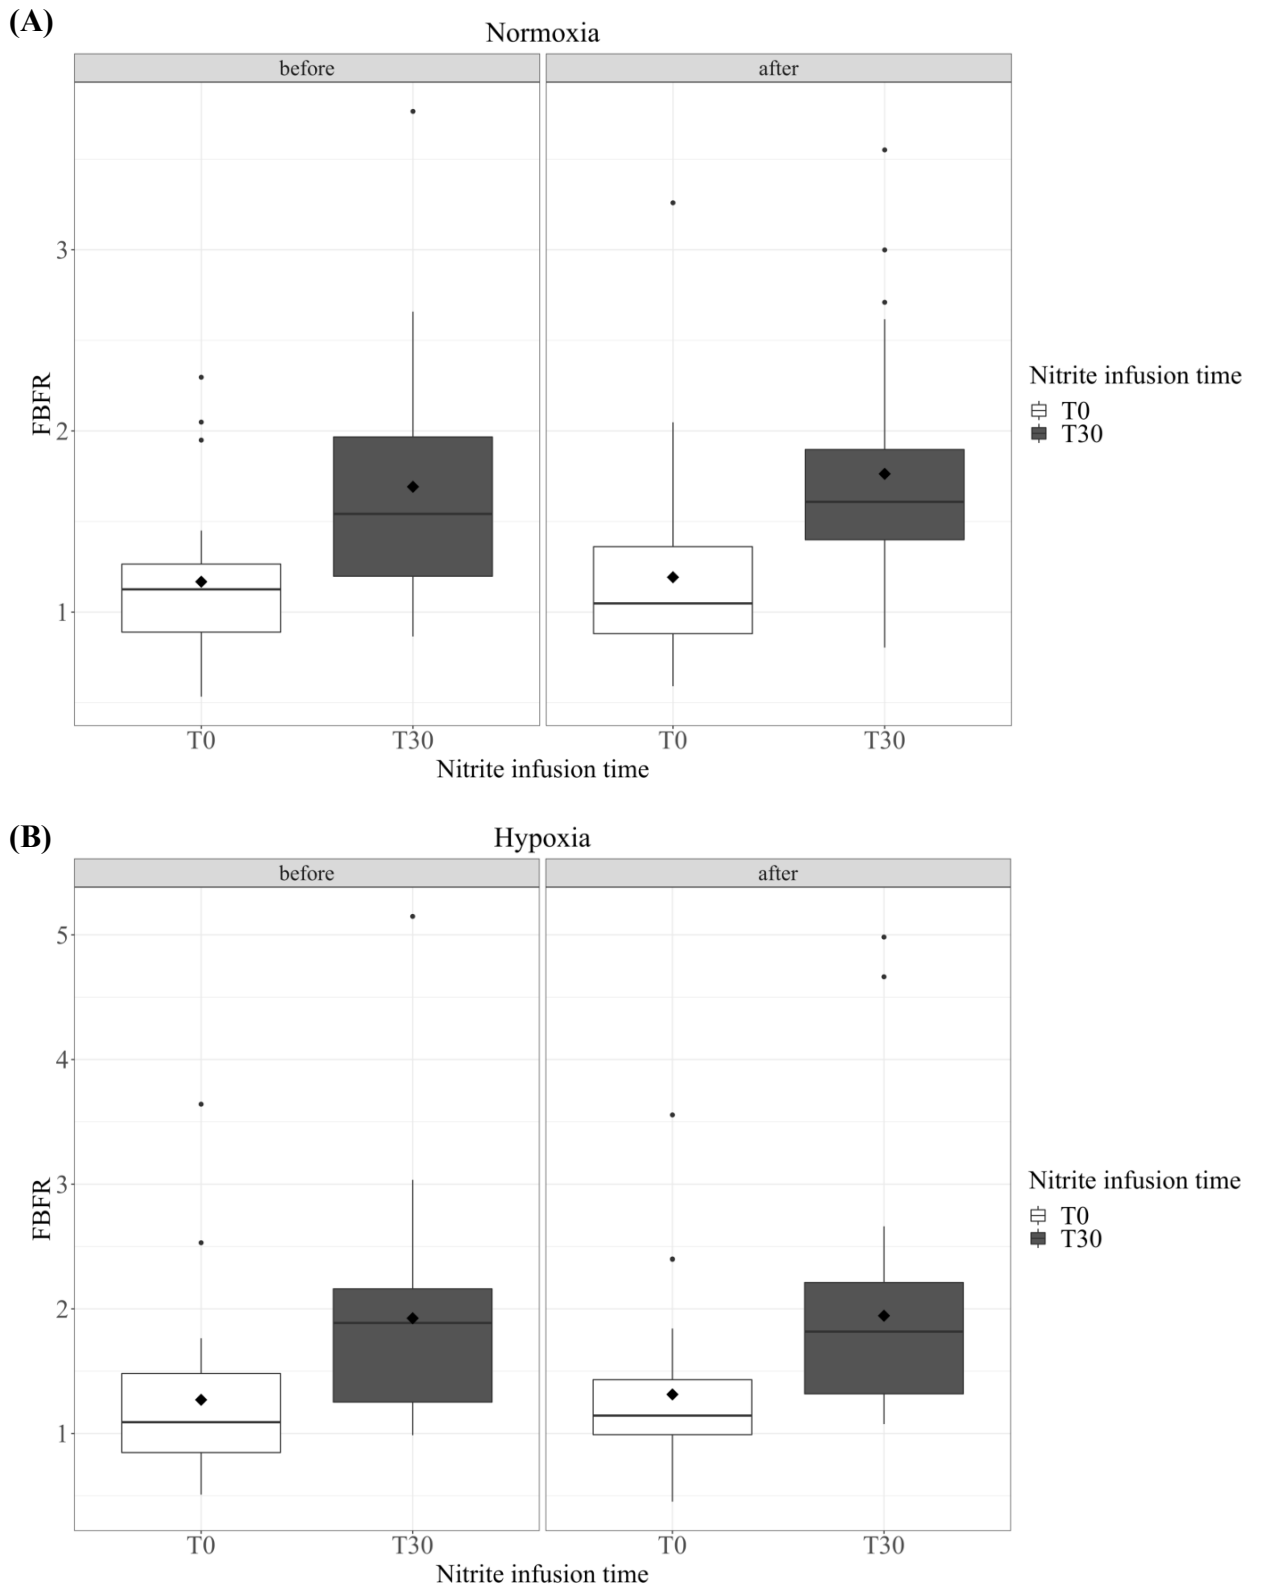 (A)
Normoxia
before after
3
2
1
FBFR
T0 T30 T0 T30
Nitrite infusion time
Nitrite infusion time
T0
T30
(B)
Hypoxia
before after
5
4
3
2
1
FBFR
T0 T30 T0 T30
Nitrite infusion time
Nitrite infusion time
T0
T30